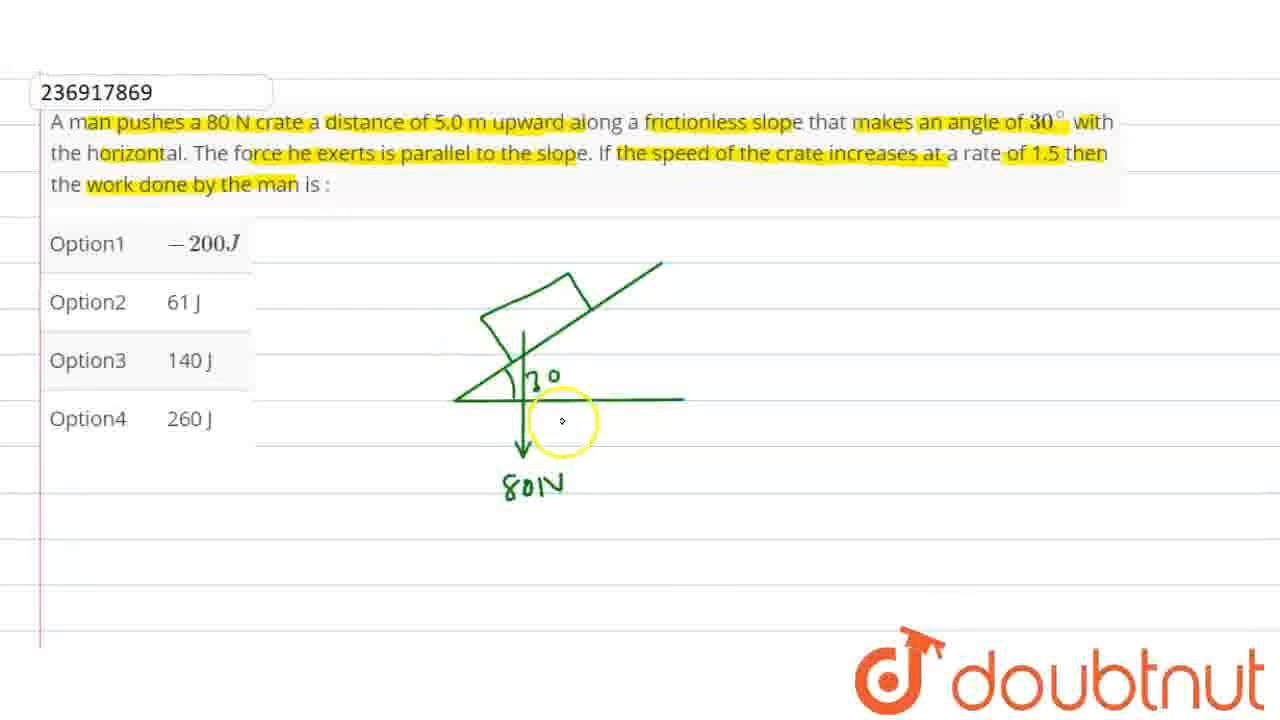 236917869
A man pushes a 80 N crate a distance of 5.0 m upward along a frictionless slope that makes an angle of 30° with
the horizontal. The force he exerts is parallel to the slope. If the speed of the crate increases at a rate of 1.5 then
the work done by the man is :
Option1 −200J
Option2 61 J
Option3 140 J
Option4 260 J
30
80N
doubtnut